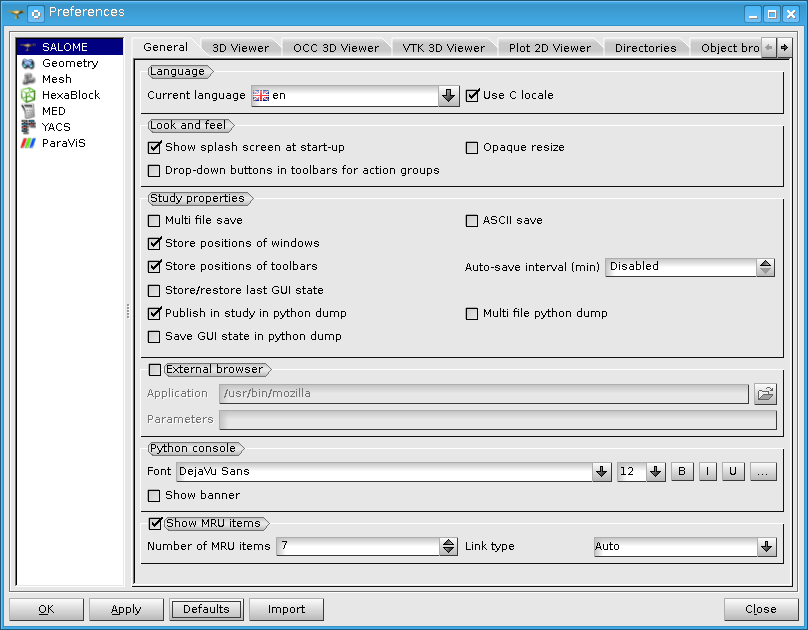 Preferences
SALOME
Geometry
Mesh
HexaBlock
MED
YACS
ParaViS
General 3D Viewer OCC 3D Viewer VTK 3D Viewer Plot 2D Viewer Directories Object bro
Language
Current language en Use C locale
Look and feel
Show splash screen at start-up Opaque resize
Drop-down buttons in toolbars for action groups
Study properties
Multi file save ASCII save
Store positions of windows
Store positions of toolbars Auto-save interval (min) Disabled
Store/restore last GUI state
Publish in study in python dump Multi file python dump
Save GUI state in python dump
External browser
Application /usr/bin/mozilla
Parameters
Python console
Font DejaVu Sans 12 B I U ...
Show banner
Show MRU items
Number of MRU items 7 Link type Auto
OK Apply Defaults Import Close